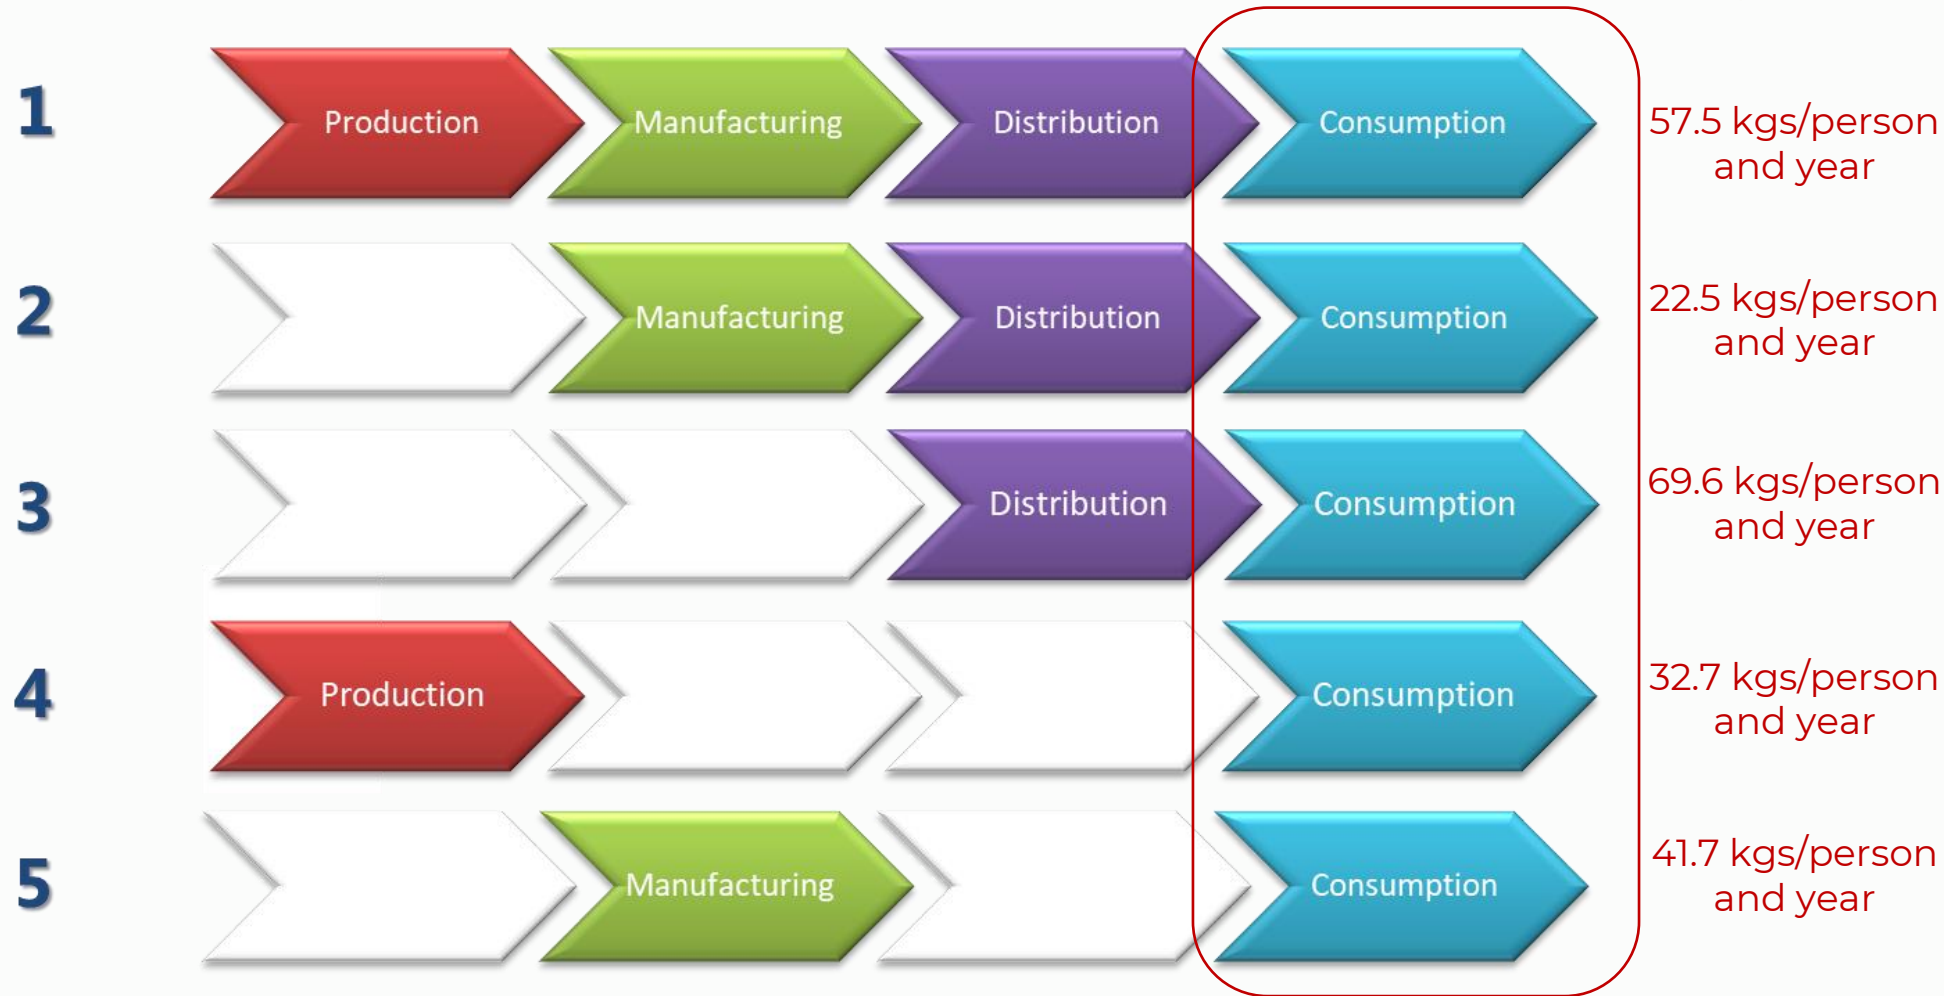 1
Production
Manufacturing
Distribution
Consumption
57.5 kgs/person
and year
2
Manufacturing
Distribution
Consumption
22.5 kgs/person
and year
3
Distribution
Consumption
69.6 kgs/person
and year
4
Production
Consumption
32.7 kgs/person
and year
5
Manufacturing
Consumption
41.7 kgs/person
and year